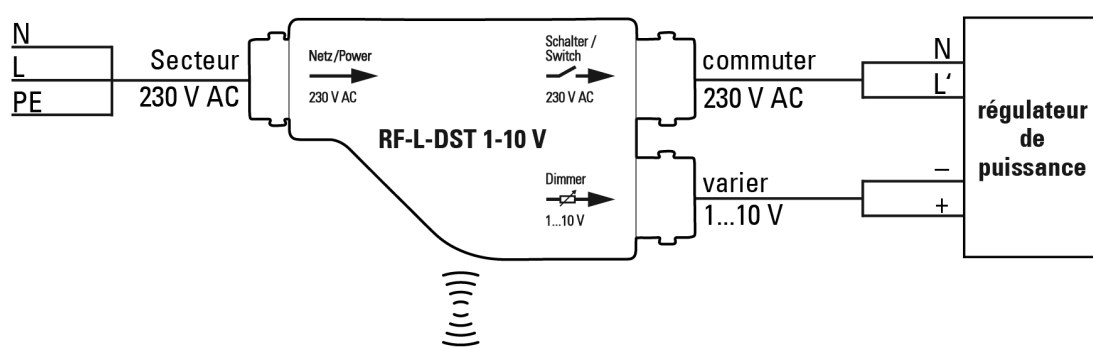 N
L
PE
Secteur
230 V AC
Netz/Power
230 V AC
Schalter /
Switch
230 V AC
RF-L-DST 1-10 V
Dimmer
1...10 V
commuter
230 V AC
varier
1...10 V
N
L‘
–
+
régulateur
de
puissance